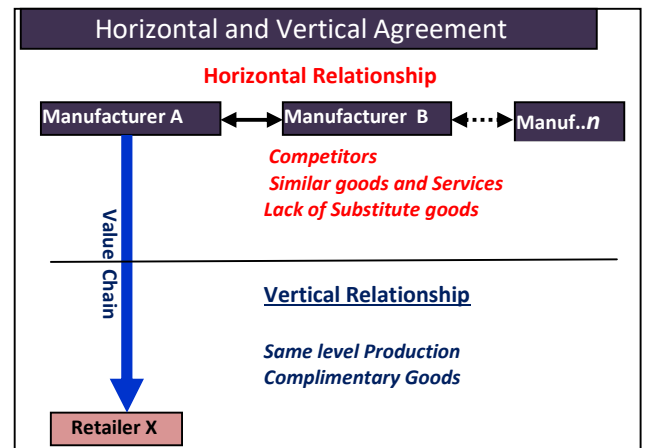 Horizontal and Vertical Agreement
Horizontal Relationship
Manufacturer A
Manufacturer B
Manuf..n
Competitors
Similar goods and Services
Lack of Substitute goods
Value Chain
Vertical Relationship
Same level Production
Complimentary Goods
Retailer X